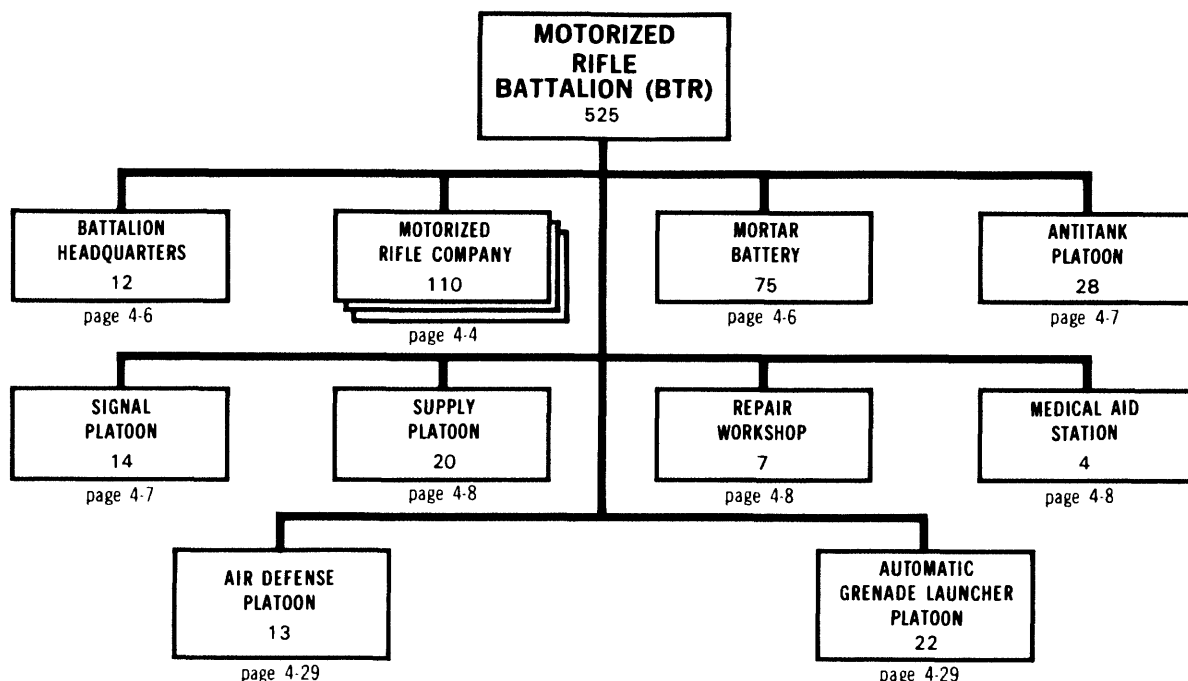 MOTORIZED
RIFLE
BATTALION (BTR)
525
BATTALION
HEADQUARTERS
12
page 4-6
MOTORIZED
RIFLE COMPANY
110
page 4-4
MORTAR
BATTERY
75
page 4-6
ANTITANK
PLATOON
28
page 4-7
SIGNAL
PLATOON
14
page 4-7
SUPPLY
PLATOON
20
page 4-8
REPAIR
WORKSHOP
7
page 4-8
MEDICAL AID
STATION
4
page 4-8
AIR DEFENSE
PLATOON
13
page 4-29
AUTOMATIC
GRENADE LAUNCHER
PLATOON
22
page 4-29